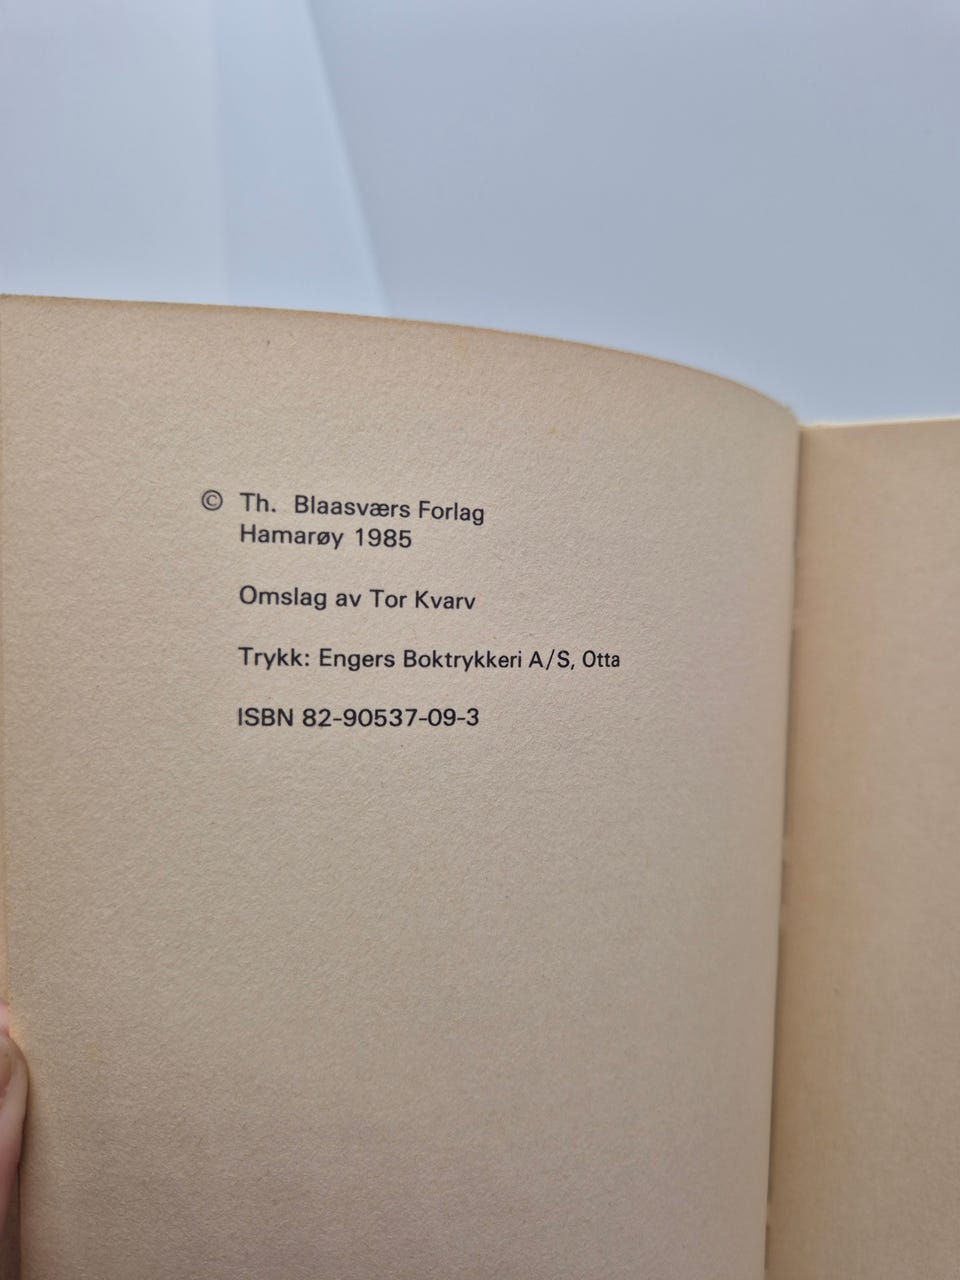 © Th. Blaasværs Forlag
Hamarøy 1985
Omslag av Tor Kvarv
Trykk: Engers Boktrykkeri A/S, Otta
ISBN 82-90537-09-3